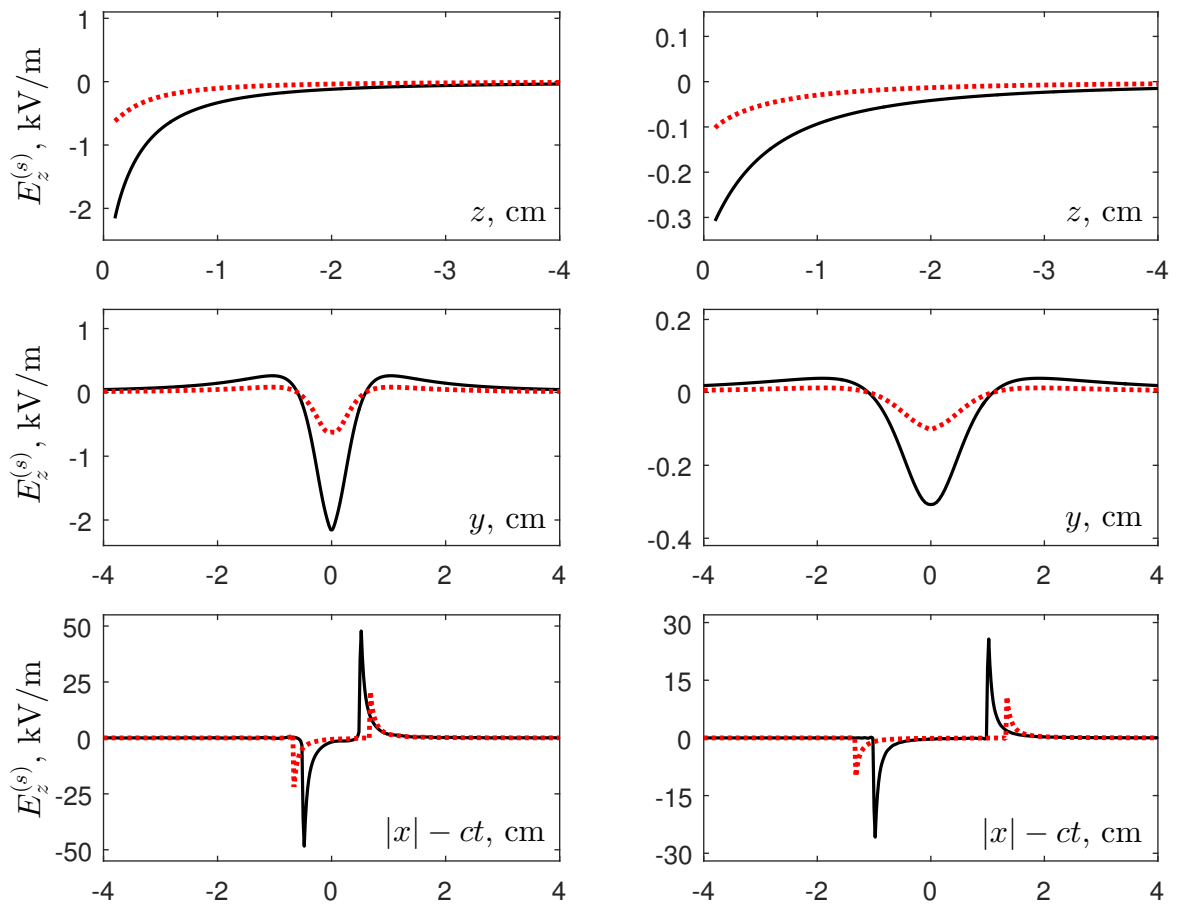 1
0
-1
-2
E_z^{(s)}, kV/m
z, cm
0 -1 -2 -3 -4
0.1
0
-0.1
-0.2
-0.3
z, cm
0 -1 -2 -3 -4
1
0
-1
-2
E_z^{(s)}, kV/m
y, cm
-4 -2 0 2 4
0.2
0
-0.2
-0.4
y, cm
-4 -2 0 2 4
50
25
0
-25
-50
E_z^{(s)}, kV/m
|x| − ct, cm
-4 -2 0 2 4
30
15
0
-15
-30
|x| − ct, cm
-4 -2 0 2 4